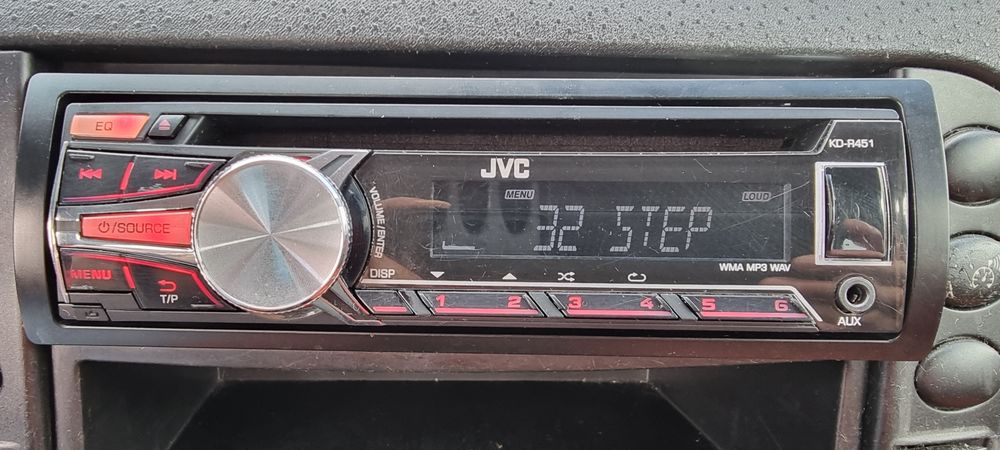 EQ
KD-R451
JVC
MENU
LOUD
32 STEP
VOLUME/ENTER
/SOURCE
MENU
T/P
DISP
WMA MP3 WAV
1 2 3 4 5 6
AUX